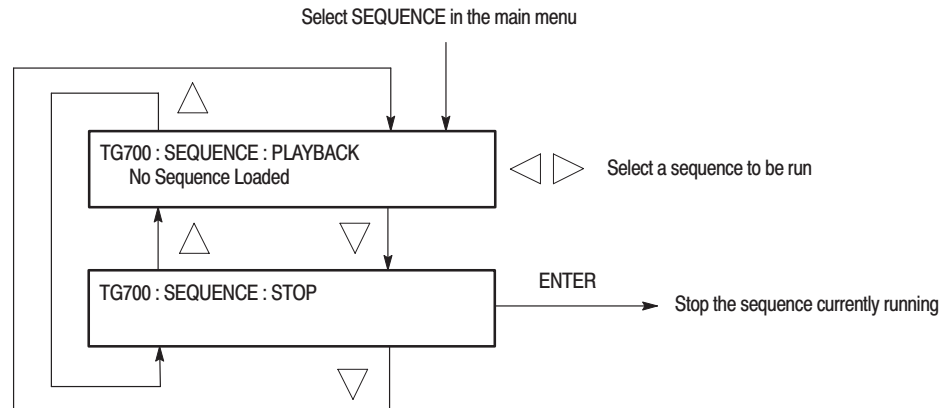 Select SEQUENCE in the main menu
TG700 : SEQUENCE : PLAYBACK
No Sequence Loaded
Select a sequence to be run
TG700 : SEQUENCE : STOP
ENTER
Stop the sequence currently running